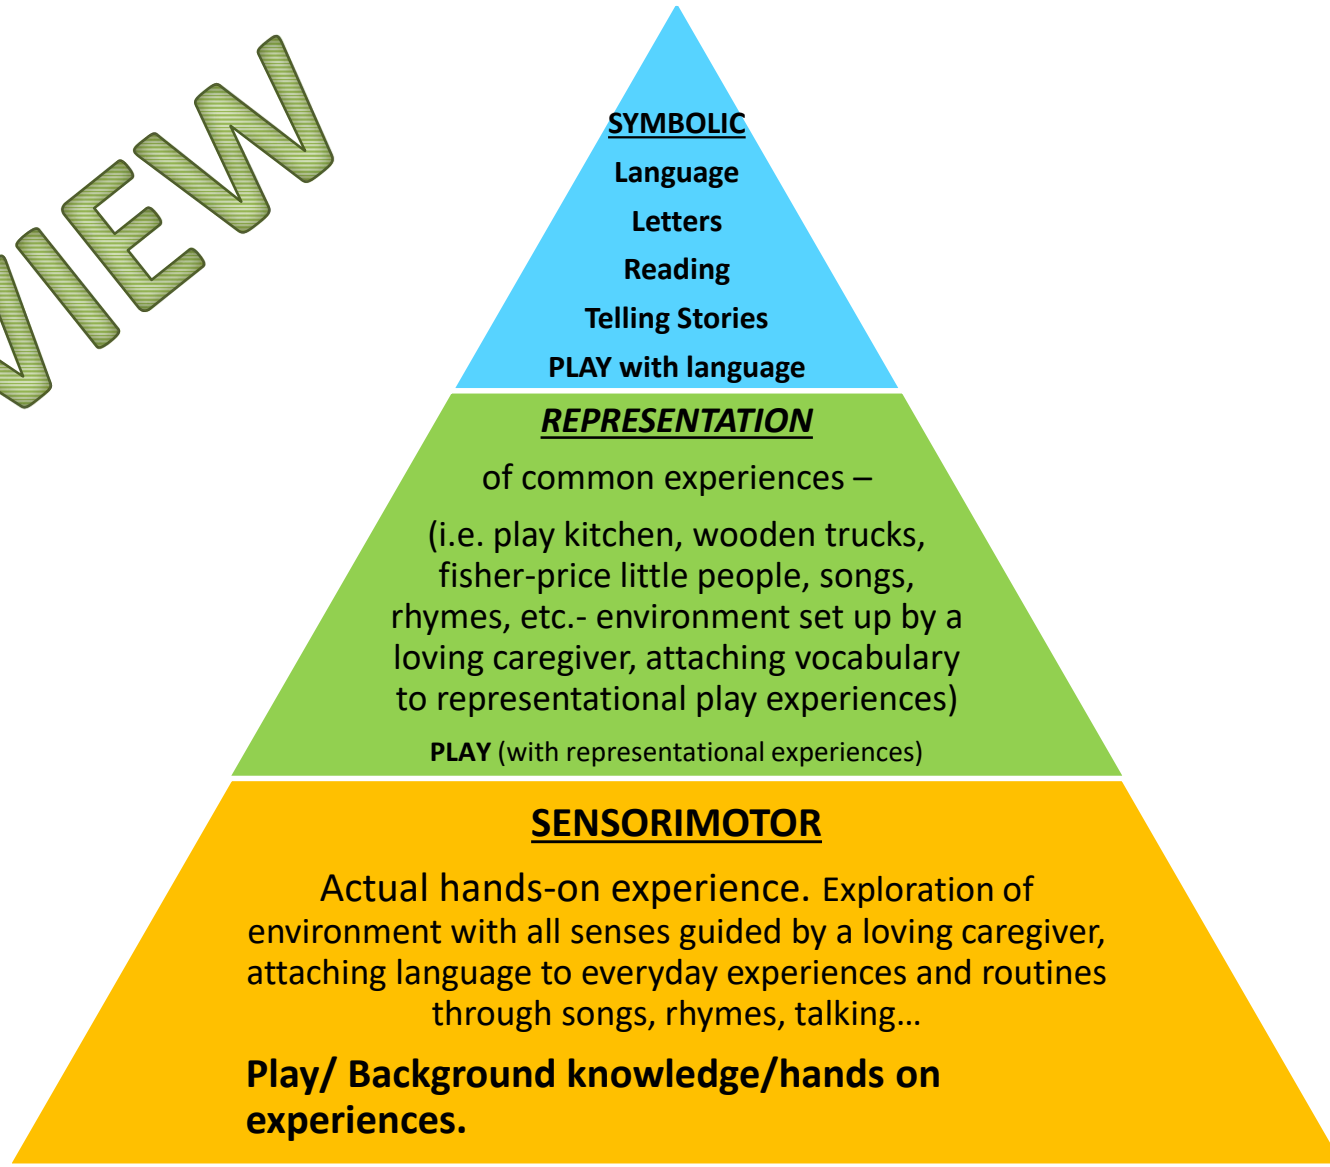 VIEW
SYMBOLIC
Language
Letters
Reading
Telling Stories
PLAY with language
REPRESENTATION
of common experiences –
(i.e. play kitchen, wooden trucks,
fisher-price little people, songs,
rhymes, etc.- environment set up by a
loving caregiver, attaching vocabulary
to representational play experiences)
PLAY (with representational experiences)
SENSORIMOTOR
Actual hands-on experience. Exploration of
environment with all senses guided by a loving caregiver,
attaching language to everyday experiences and routines
through songs, rhymes, talking…
Play/ Background knowledge/hands on
experiences.